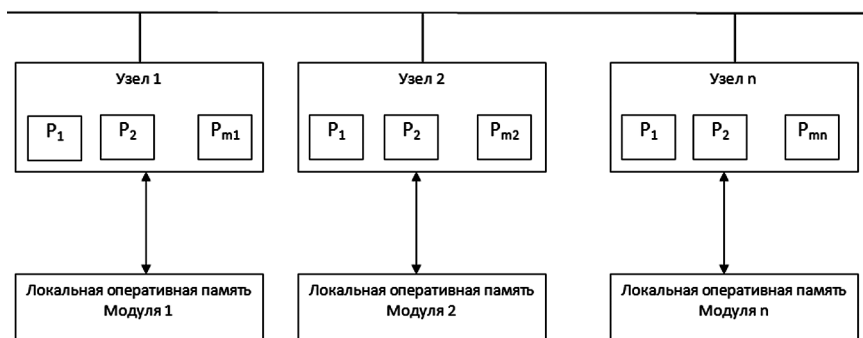 Узел 1
P1 P2 Pm1
Узел 2
P1 P2 Pm2
Узел n
P1 P2 Pmn
Локальная оперативная память
Модуля 1
Локальная оперативная память
Модуля 2
Локальная оперативная память
Модуля n